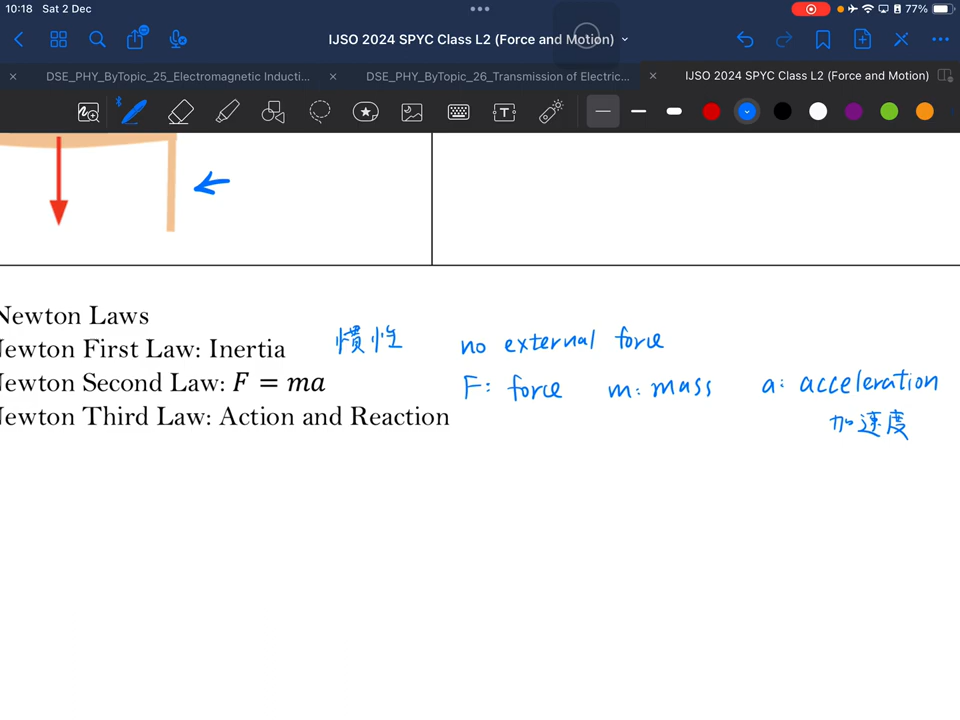 10:18 Sat 2 Dec
77%
IJSO 2024 SPYC Class L2 (Force and Motion)
DSE_PHY_ByTopic_25_Electromagnetic Inducti...
DSE_PHY_ByTopic_26_Transmission of Electric...
IJSO 2024 SPYC Class L2 (Force and Motion)
Newton Laws
Newton First Law: Inertia 慣性 no external force
Newton Second Law: F = ma F: force m: mass a: acceleration
加速度
Newton Third Law: Action and Reaction